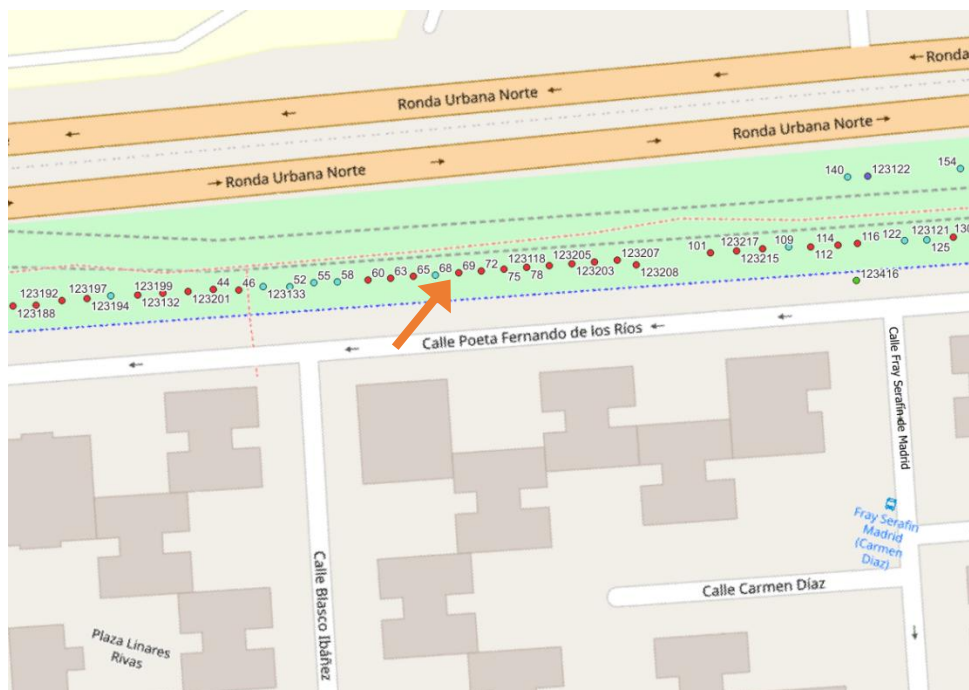 Ronda
Ronda Urbana Norte
Ronda Urbana Norte
Ronda Urbana Norte
140
123122
154
101
123217
109
114
116
122
123121
130
123215
112
125
123118
123205
123207
60
63
65
68
69
72
75
78
123203
123208
52
55
58
123192
123197
123199
44
46
123133
123188
123194
123132
123201
123416
Calle Poeta Fernando de los Ríos
Calle Fray Serafín de Madrid
Fray Serafín
Madrid
(Carmen
Diaz)
Calle Carmen Díaz
Calle Blasco Ibáñez
Plaza Linares
Rivas